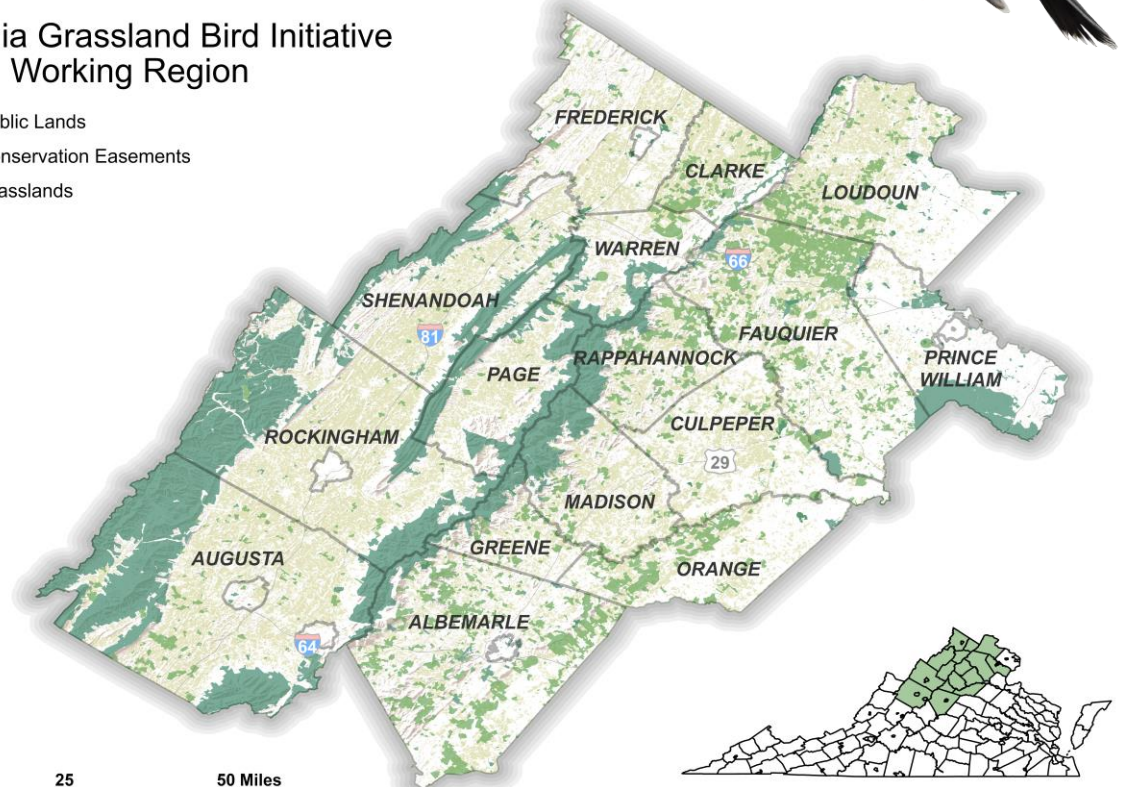 ia Grassland Bird Initiative
Working Region
blic Lands
onservation Easements
asslands
FREDERICK
CLARKE
LOUDOUN
WARREN
66
SHENANDOAH
81
FAUQUIER
RAPPAHANNOCK
PRINCE
WILLIAM
PAGE
CULPEPER
ROCKINGHAM
29
MADISON
GREENE
AUGUSTA
ORANGE
ALBEMARLE
64
25
50 Miles